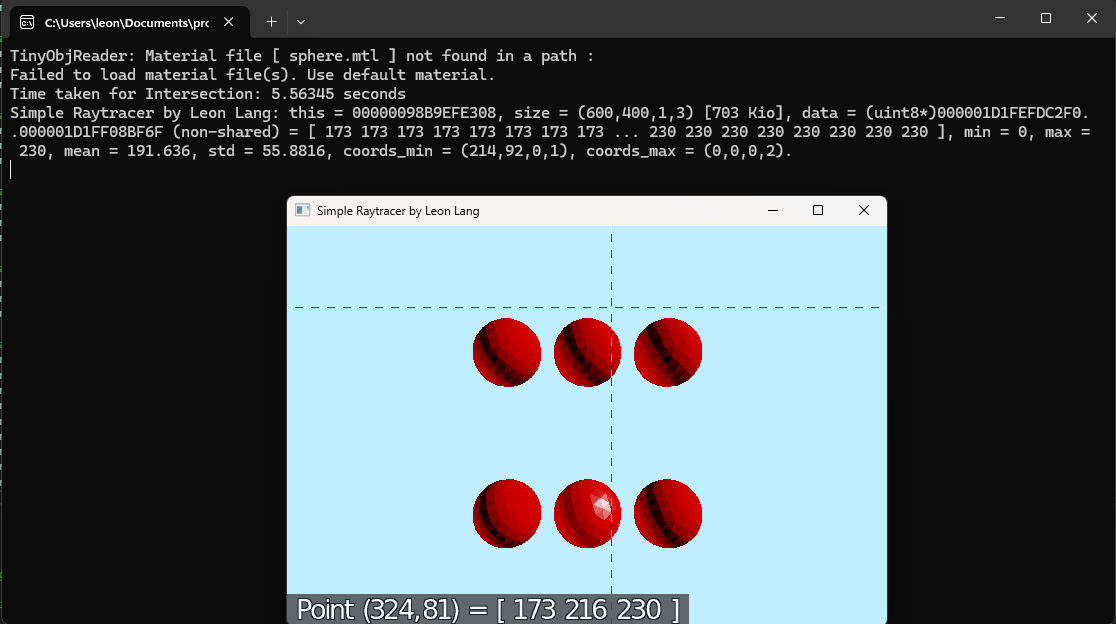 C:\Users\leon\Documents\prc
TinyObjReader: Material file [ sphere.mtl ] not found in a path :
Failed to load material file(s). Use default material.
Time taken for Intersection: 5.56345 seconds
Simple Raytracer by Leon Lang: this = 00000098B9EFE308, size = (600,400,1,3) [703 Kio], data = (uint8*)000001D1FEFDC2F0.
.000001D1FF08BF6F (non-shared) = [ 173 173 173 173 173 173 173 173 ... 230 230 230 230 230 230 230 230 ], min = 0, max =
230, mean = 191.636, std = 55.8816, coords_min = (214,92,0,1), coords_max = (0,0,0,2).
Simple Raytracer by Leon Lang
Point (324,81) = [ 173 216 230 ]